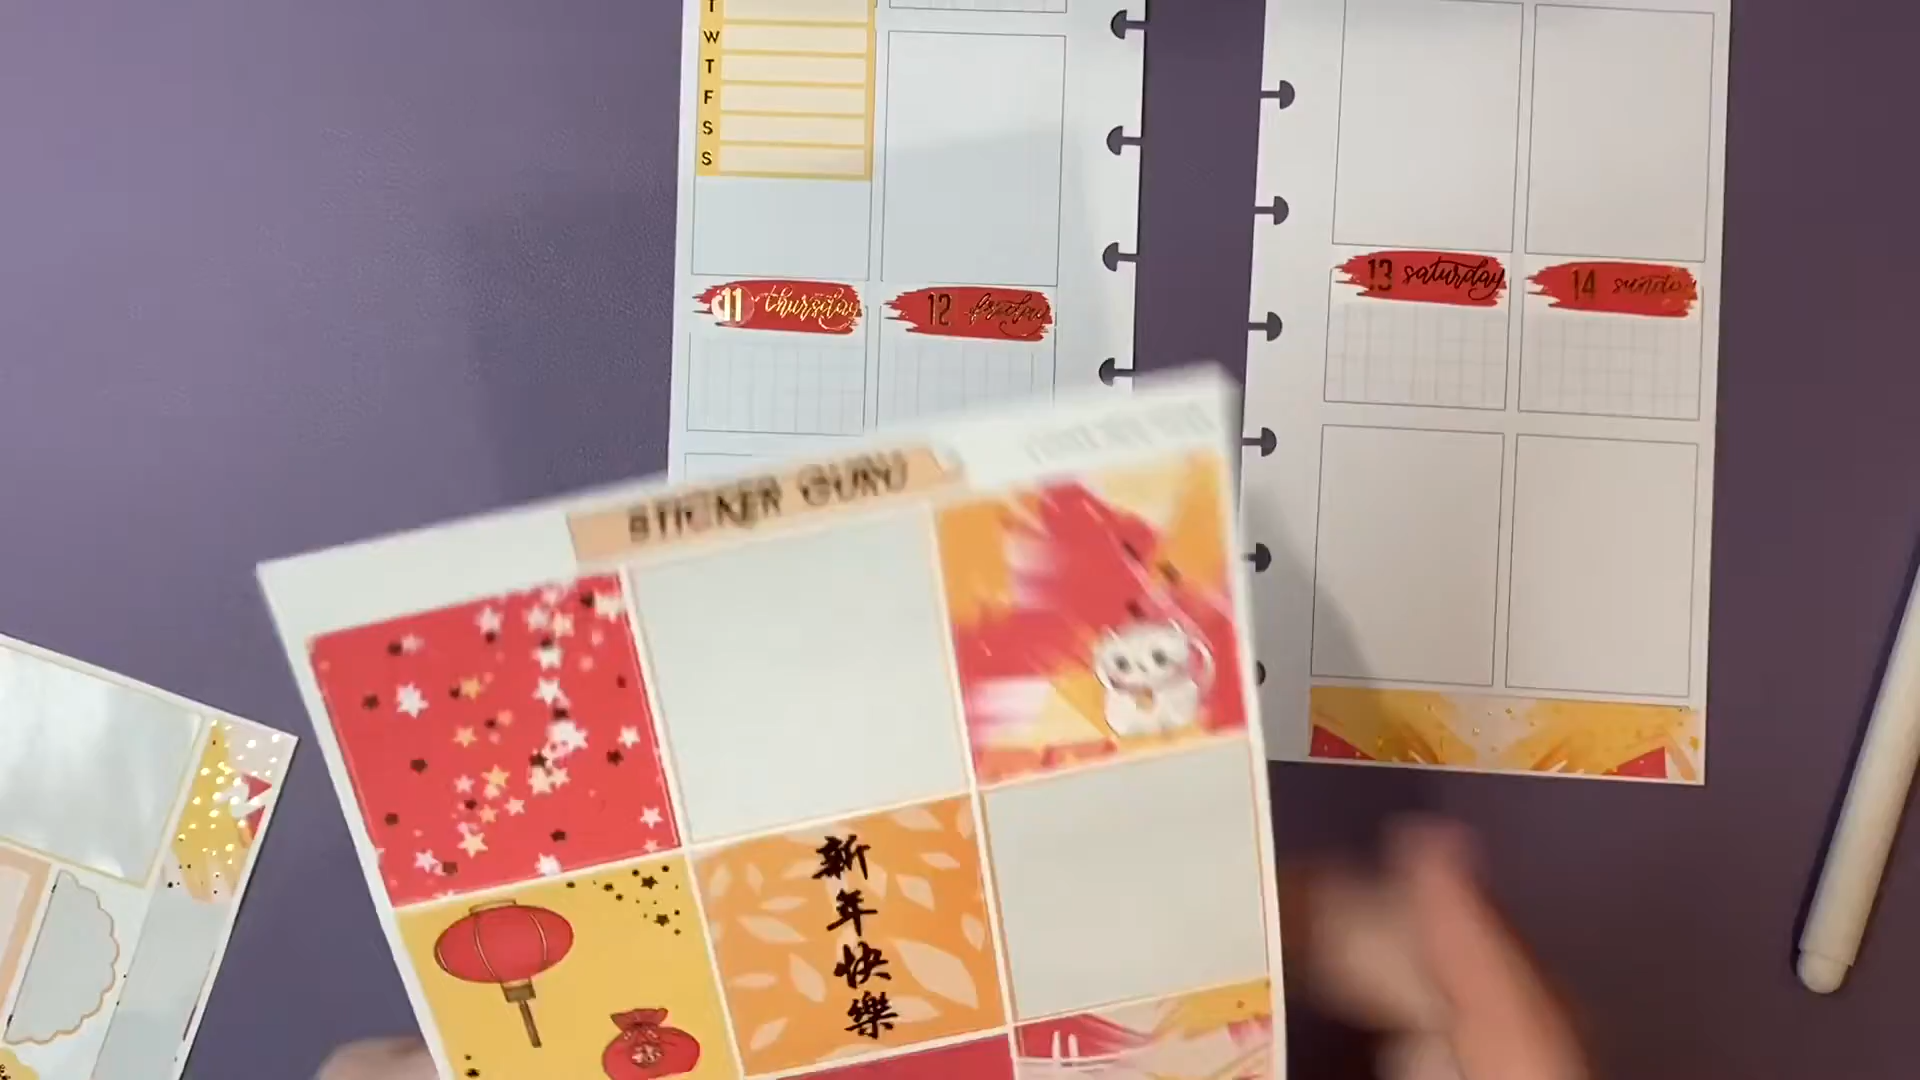 T
W
T
F
S
S
11 thursday
12 friday
13 saturday
14 sunday
STICKER GURU
新
年
快
樂